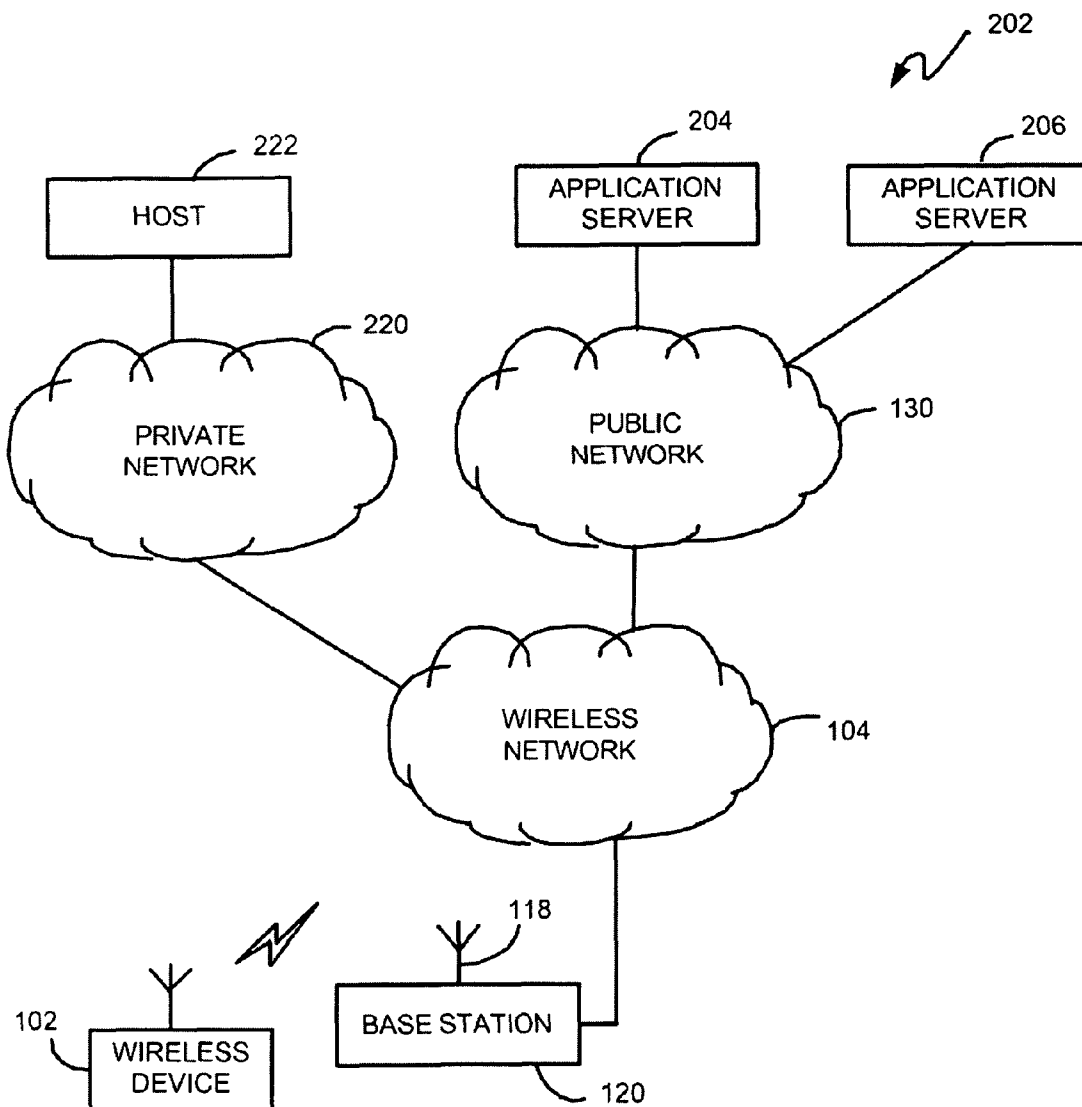 202
204
206
222
APPLICATION
SERVER
APPLICATION
SERVER
HOST
220
PRIVATE
NETWORK
PUBLIC
NETWORK
130
WIRELESS
NETWORK
104
118
102
WIRELESS
DEVICE
BASE STATION
120